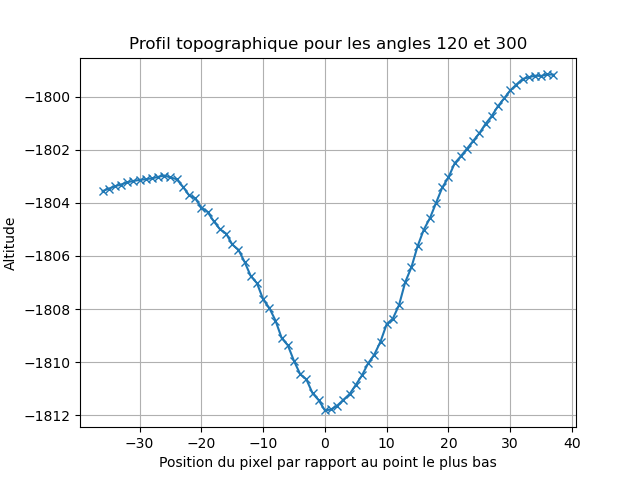 Profil topographique pour les angles 120 et 300
−1800
−1802
−1804
−1806
−1808
−1810
−1812
Altitude
−30 −20 −10 0 10 20 30 40
Position du pixel par rapport au point le plus bas